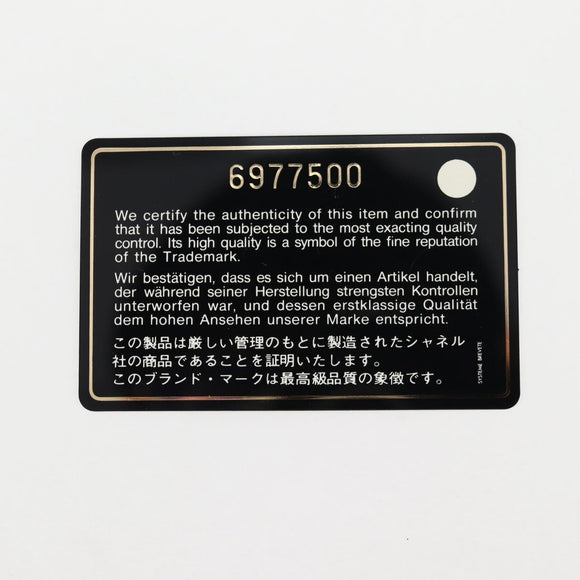 6977500
We certify the authenticity of this item and confirm
that it has been subjected to the most exacting quality
control. Its high quality is a symbol of the fine reputation
of the Trademark.
Wir bestätigen, dass es sich um einen Artikel handelt,
der während seiner Herstellung strengsten Kontrollen
unterworfen war, und dessen erstklassige Qualität
dem hohen Ansehen unserer Marke entspricht.
この製品は厳しい管理のもとに製造されたシャネル
社の商品であることを証明いたします。
このブランド・マークは最高級品質の象徴です。
SYSTEME BREVETE